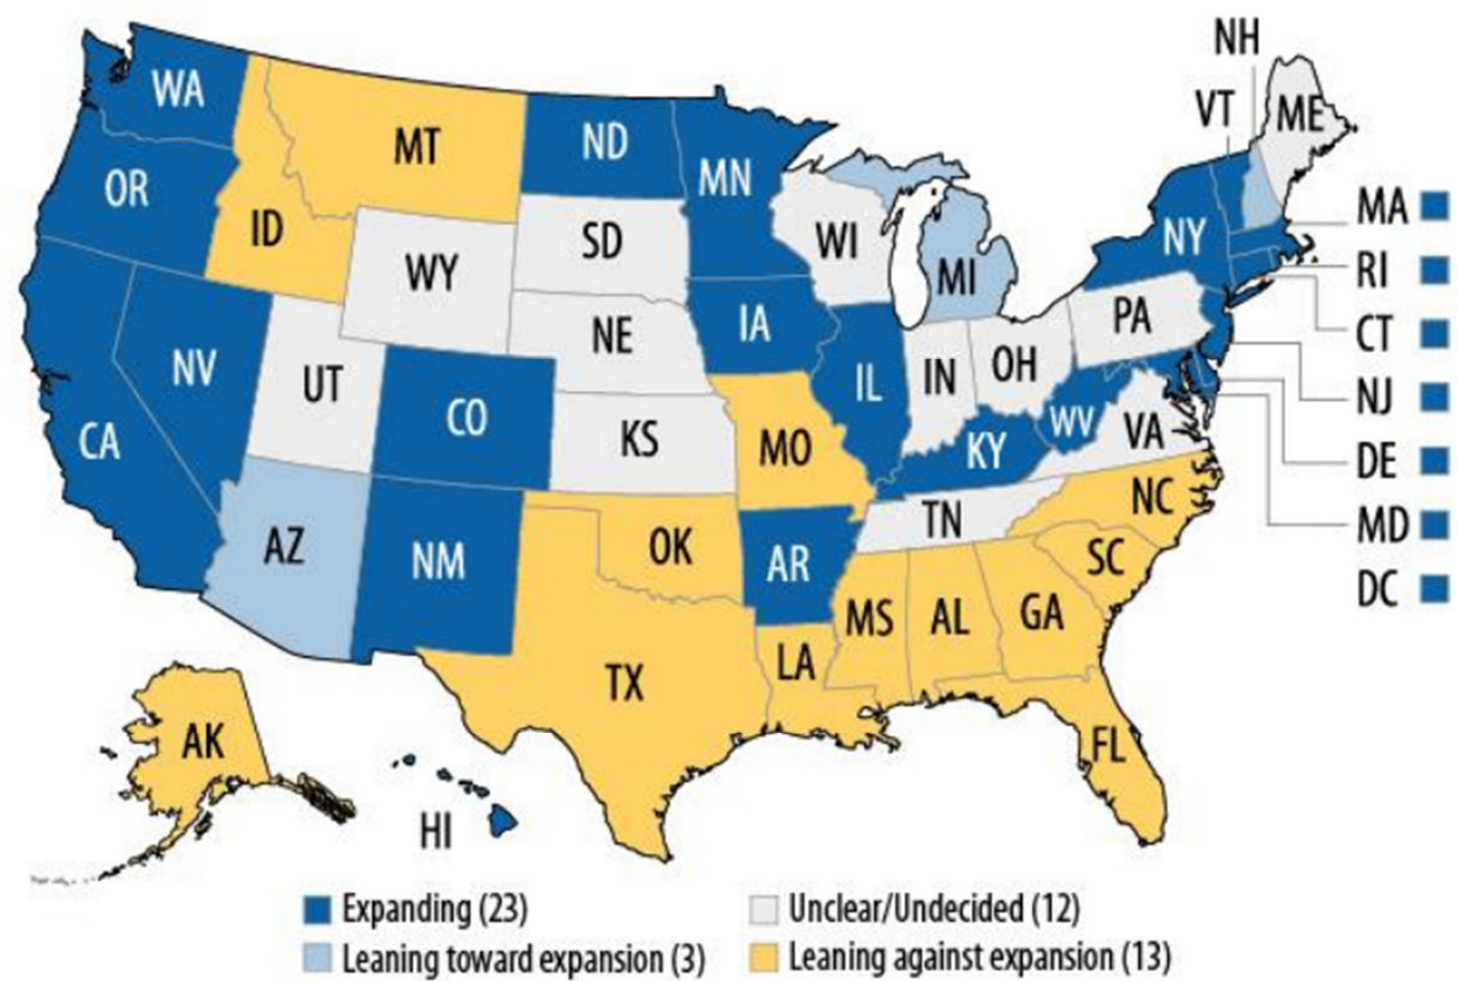 NH
VT
ME
WA
MT
ND
MN
OR
ID
SD
WI
MI
NY
MA
WY
RI
IA
NE
PA
CT
NV
UT
IL
IN
OH
CO
NJ
CA
KS
MO
KY
WV
VA
DE
NC
TN
MD
AZ
NM
OK
AR
SC
DC
MS
AL
GA
TX
LA
AK
FL
HI
Expanding (23)
Unclear/Undecided (12)
Leaning toward expansion (3)
Leaning against expansion (13)